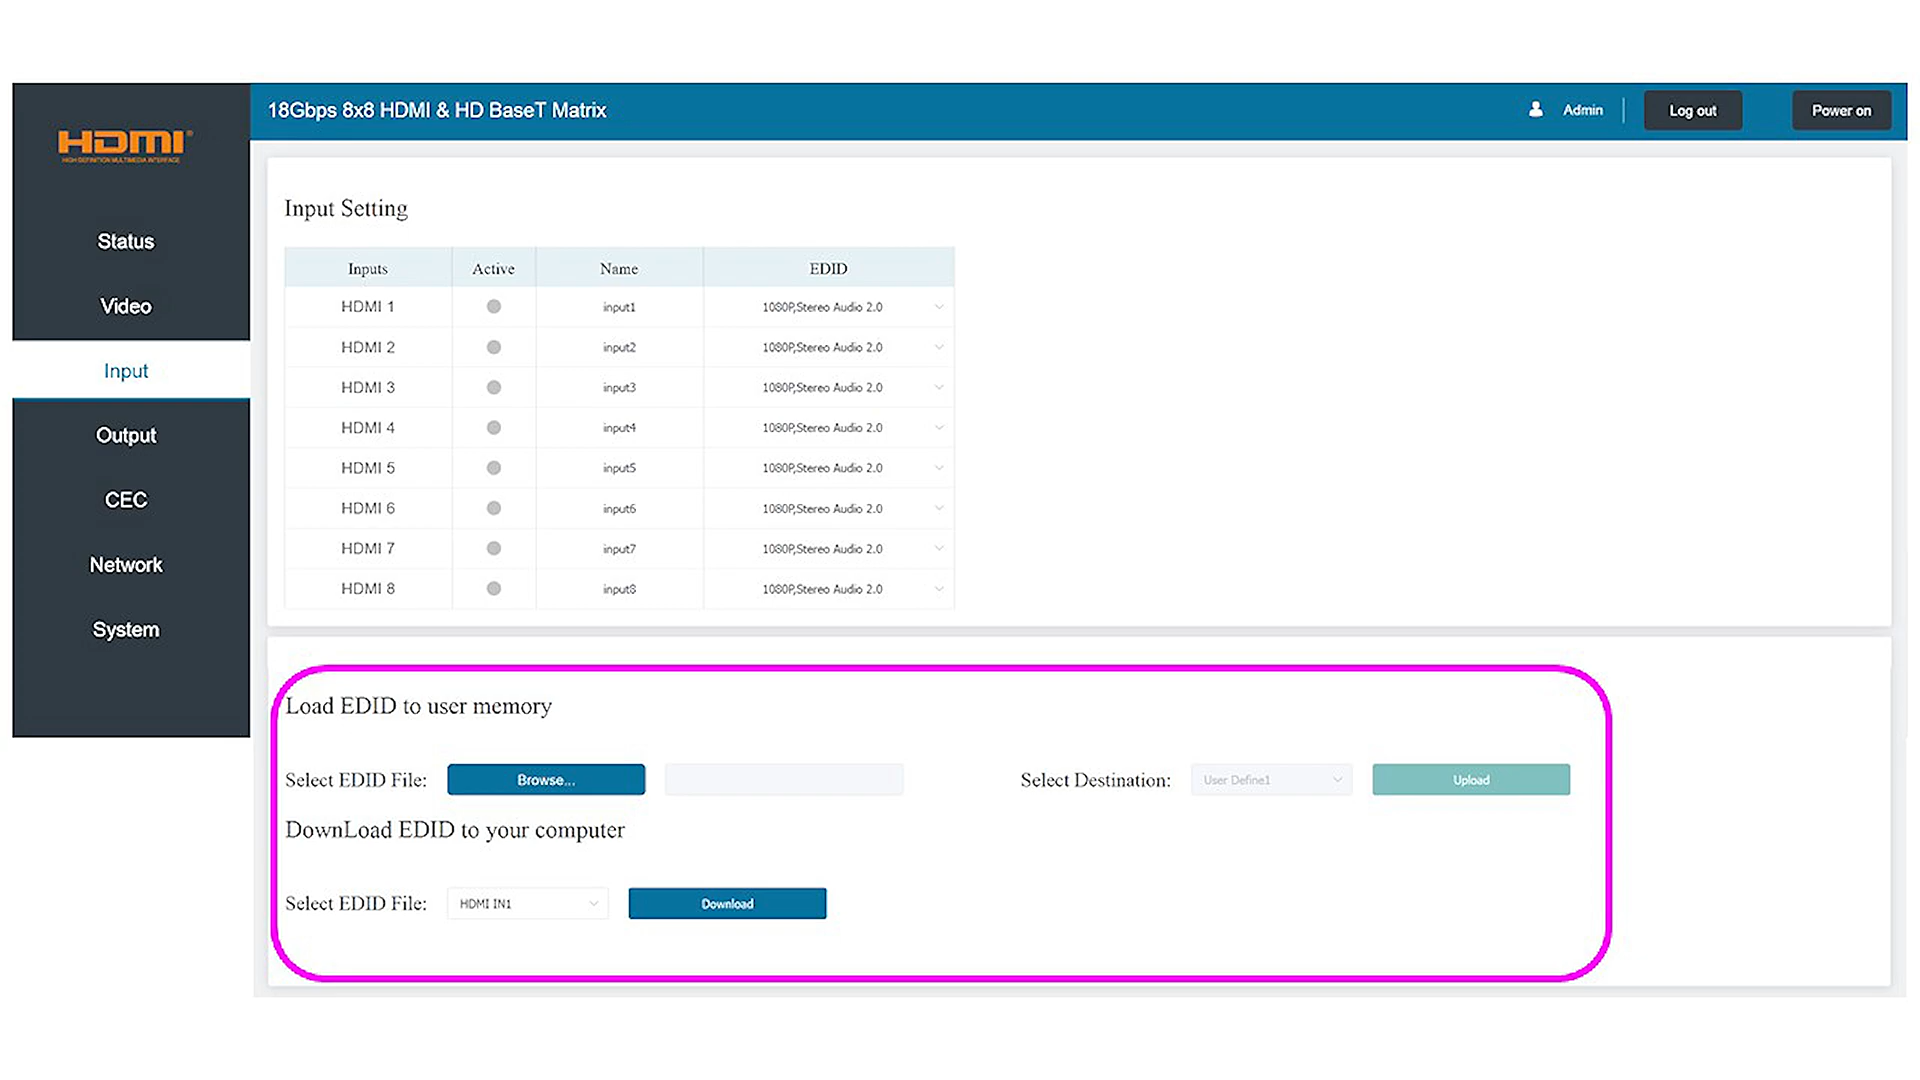 18Gbps 8x8 HDMI & HD BaseT Matrix
Admin
Log out
Power on
HDMI®
HIGH DEFINITION MULTIMEDIA INTERFACE
Status
Video
Input
Output
CEC
Network
System
Input Setting
Inputs Active Name EDID
HDMI 1 input1 1080P,Stereo Audio 2.0
HDMI 2 input2 1080P,Stereo Audio 2.0
HDMI 3 input3 1080P,Stereo Audio 2.0
HDMI 4 input4 1080P,Stereo Audio 2.0
HDMI 5 input5 1080P,Stereo Audio 2.0
HDMI 6 input6 1080P,Stereo Audio 2.0
HDMI 7 input7 1080P,Stereo Audio 2.0
HDMI 8 input8 1080P,Stereo Audio 2.0
Load EDID to user memory
Select EDID File: Browse... Select Destination: User Define1 Upload
DownLoad EDID to your computer
Select EDID File: HDMI IN1 Download